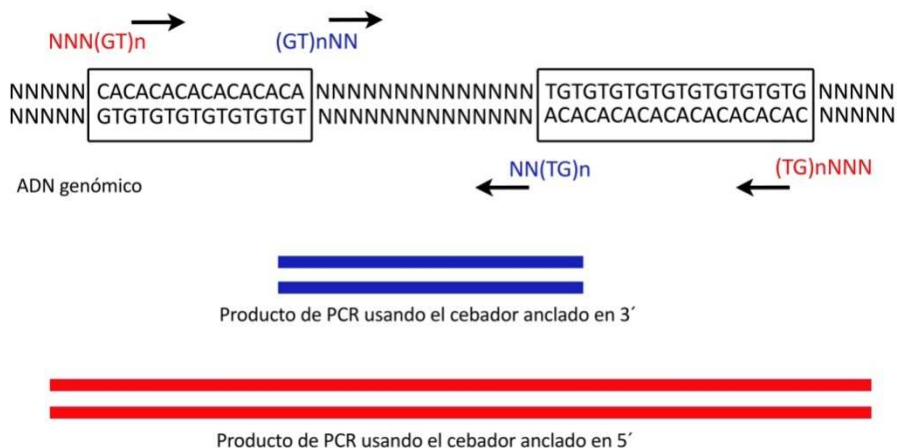 NNN(GT)n (GT)nNN
NNNNN CACACACACACACACA NNNNNNNNNNNNNN TGTGTGTGTGTGTGTGTGTG NNNNN
NNNNN GTGTGTGTGTGTGTGT NNNNNNNNNNNNNN ACACACACACACACACACAC NNNNN
NN(TG)n (TG)nNNN
ADN genómico
Producto de PCR usando el cebador anclado en 3´
Producto de PCR usando el cebador anclado en 5´